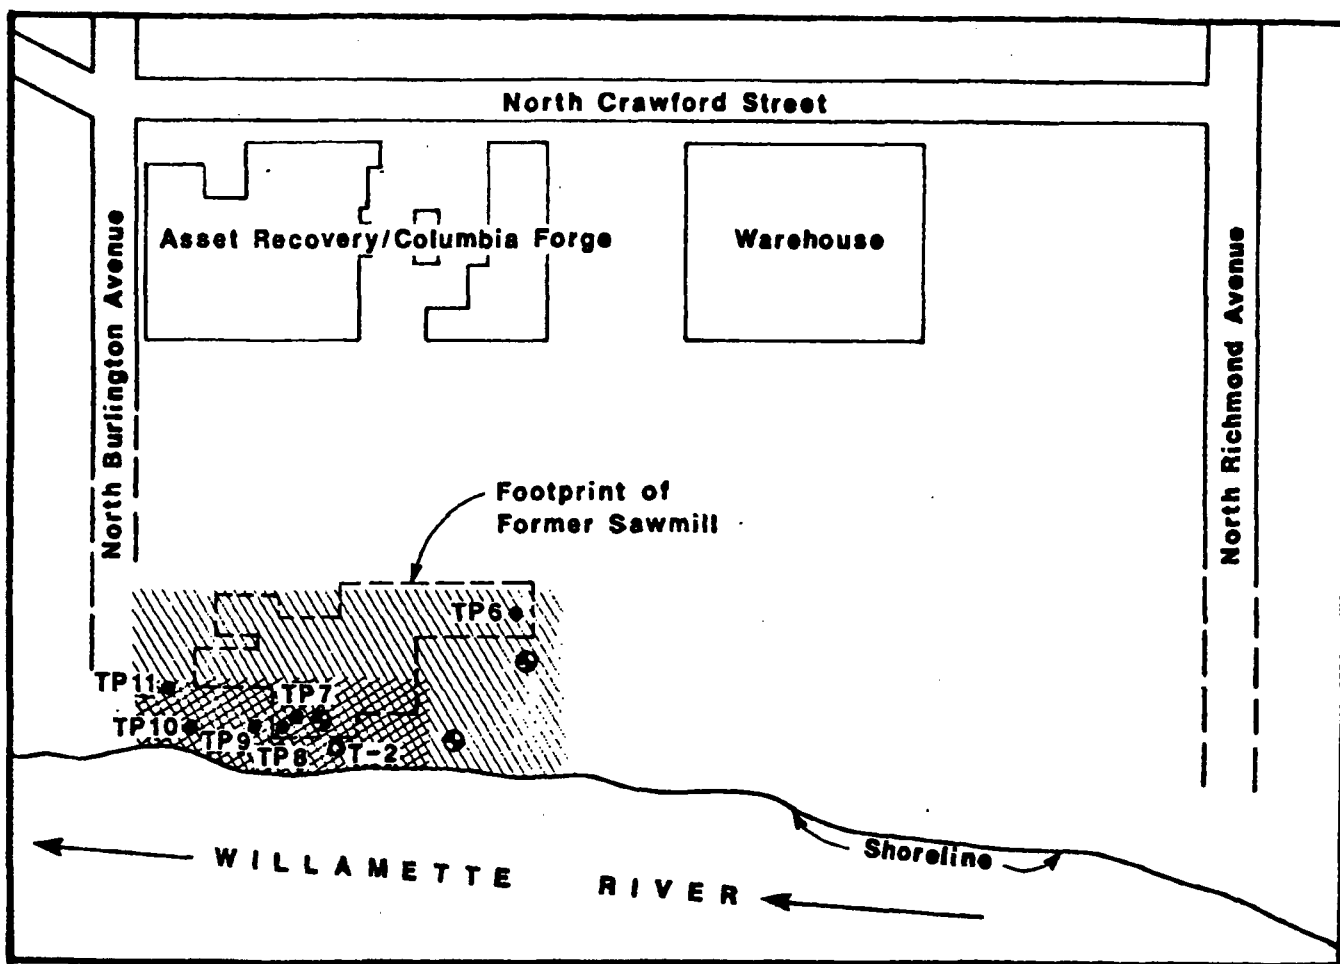 North Crawford Street
North Burlington Avenue
Asset Recovery/Columbia Forge
Warehouse
North Richmond Avenue
Footprint of
Former Sawmill
TP6
TP11
TP7
TP10
TP9
TP8
T-2
Shoreline
WILLAMETTE RIVER